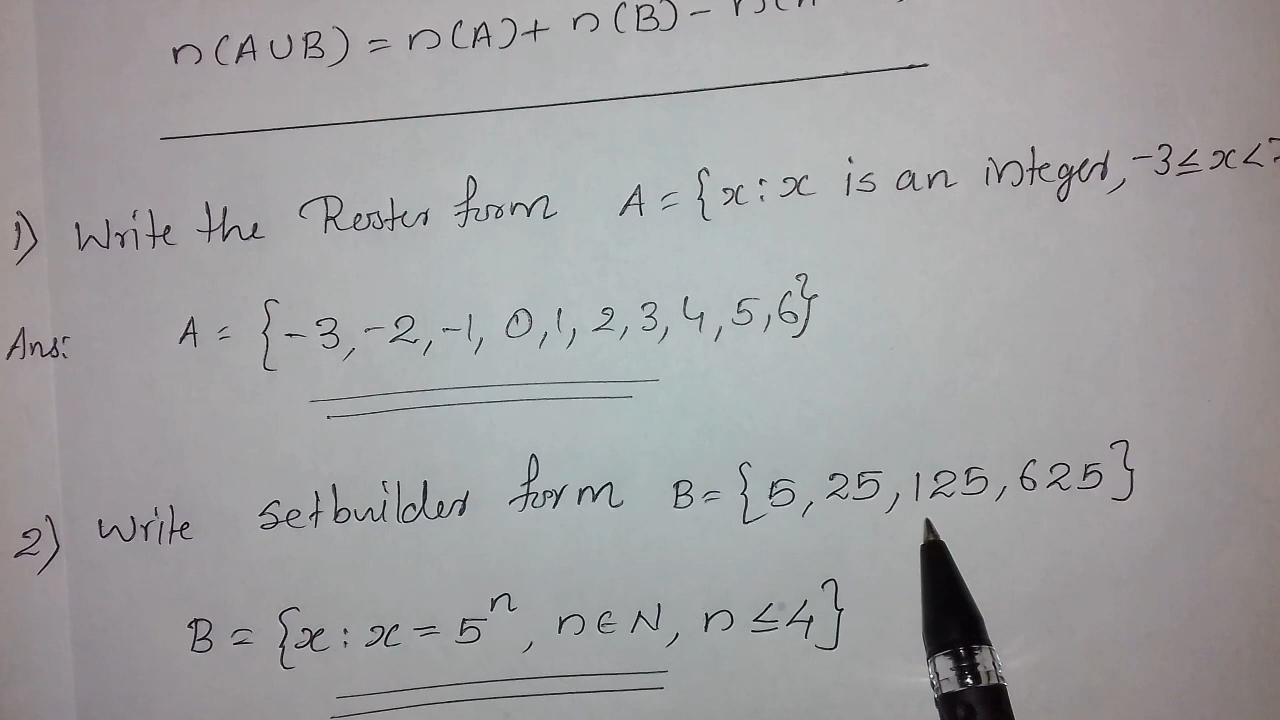 n(A∪B) = n(A) + n(B) -
1) Write the Roster form A = {x : x is an integer, -3 ≤ x < 7
Ans: A = {-3, -2, -1, 0, 1, 2, 3, 4, 5, 6}
2) Write setbuilder form B = {5, 25, 125, 625}
B = {x : x = 5ⁿ, n∈N, n ≤ 4}